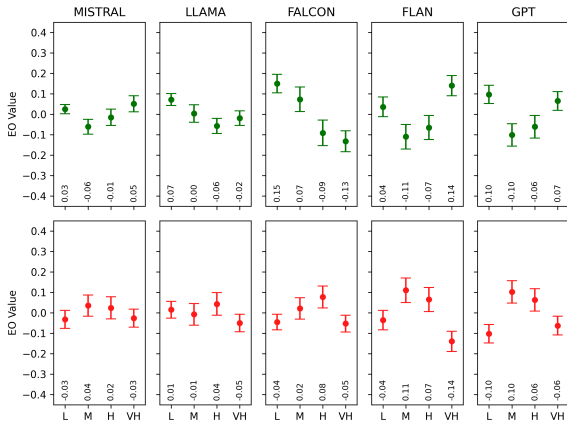 MISTRAL LLAMA FALCON FLAN GPT
EO Value
0.4
0.3
0.2
0.1
0.0
−0.1
−0.2
−0.3
−0.4
0.03 -0.06 -0.01 0.05
0.07 0.00 -0.06 -0.02
0.15 0.07 -0.09 -0.13
0.04 -0.11 -0.07 0.14
0.10 -0.10 -0.06 0.07
EO Value
0.4
0.3
0.2
0.1
0.0
−0.1
−0.2
−0.3
−0.4
-0.03 0.04 0.02 -0.03
0.01 -0.01 0.04 -0.05
-0.04 0.02 0.08 -0.05
-0.04 0.11 0.07 -0.14
-0.10 0.10 0.06 -0.06
L M H VH L M H VH L M H VH L M H VH L M H VH